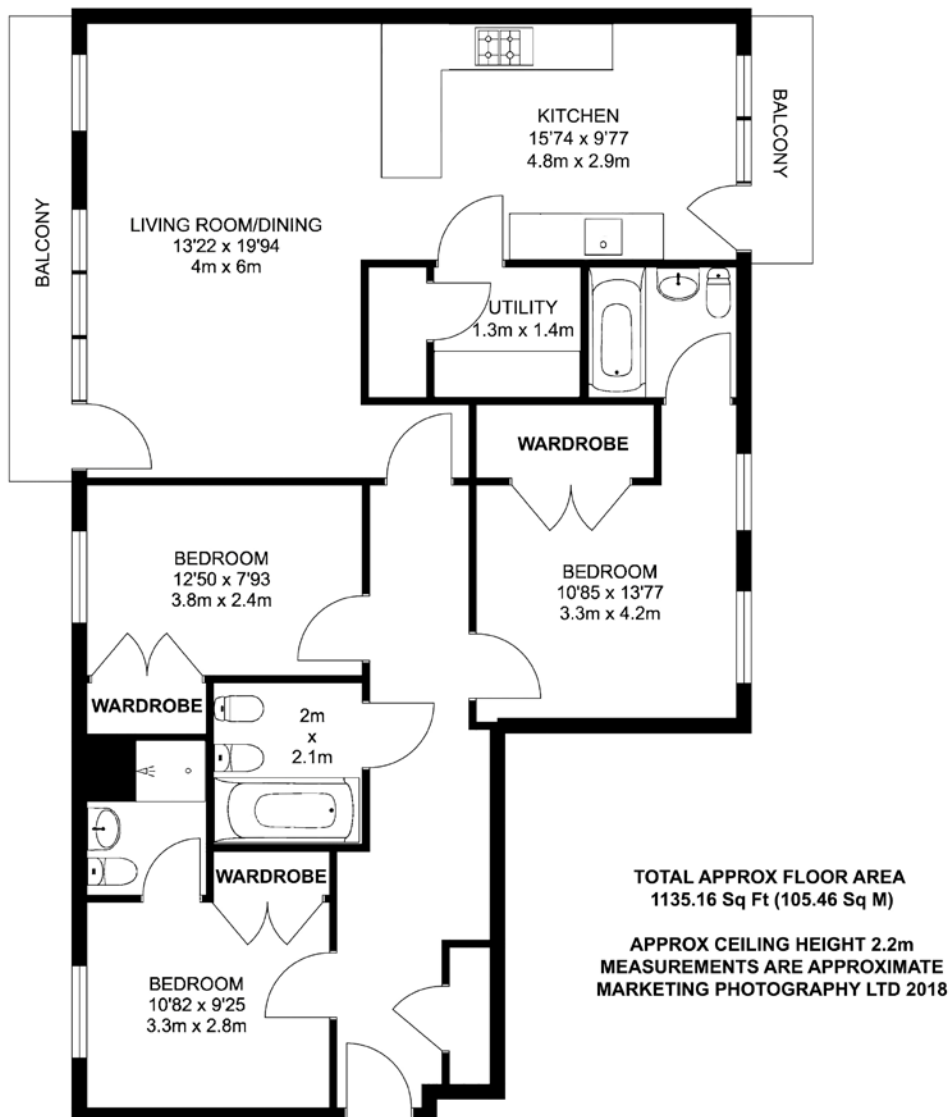 BALCONY
KITCHEN
15'74 x 9'77
4.8m x 2.9m
BALCONY
LIVING ROOM/DINING
13'22 x 19'94
4m x 6m
UTILITY
1.3m x 1.4m
WARDROBE
BEDROOM
12'50 x 7'93
3.8m x 2.4m
BEDROOM
10'85 x 13'77
3.3m x 4.2m
WARDROBE
2m
x
2.1m
WARDROBE
BEDROOM
10'82 x 9'25
3.3m x 2.8m
TOTAL APPROX FLOOR AREA
1135.16 Sq Ft (105.46 Sq M)
APPROX CEILING HEIGHT 2.2m
MEASUREMENTS ARE APPROXIMATE
MARKETING PHOTOGRAPHY LTD 2018